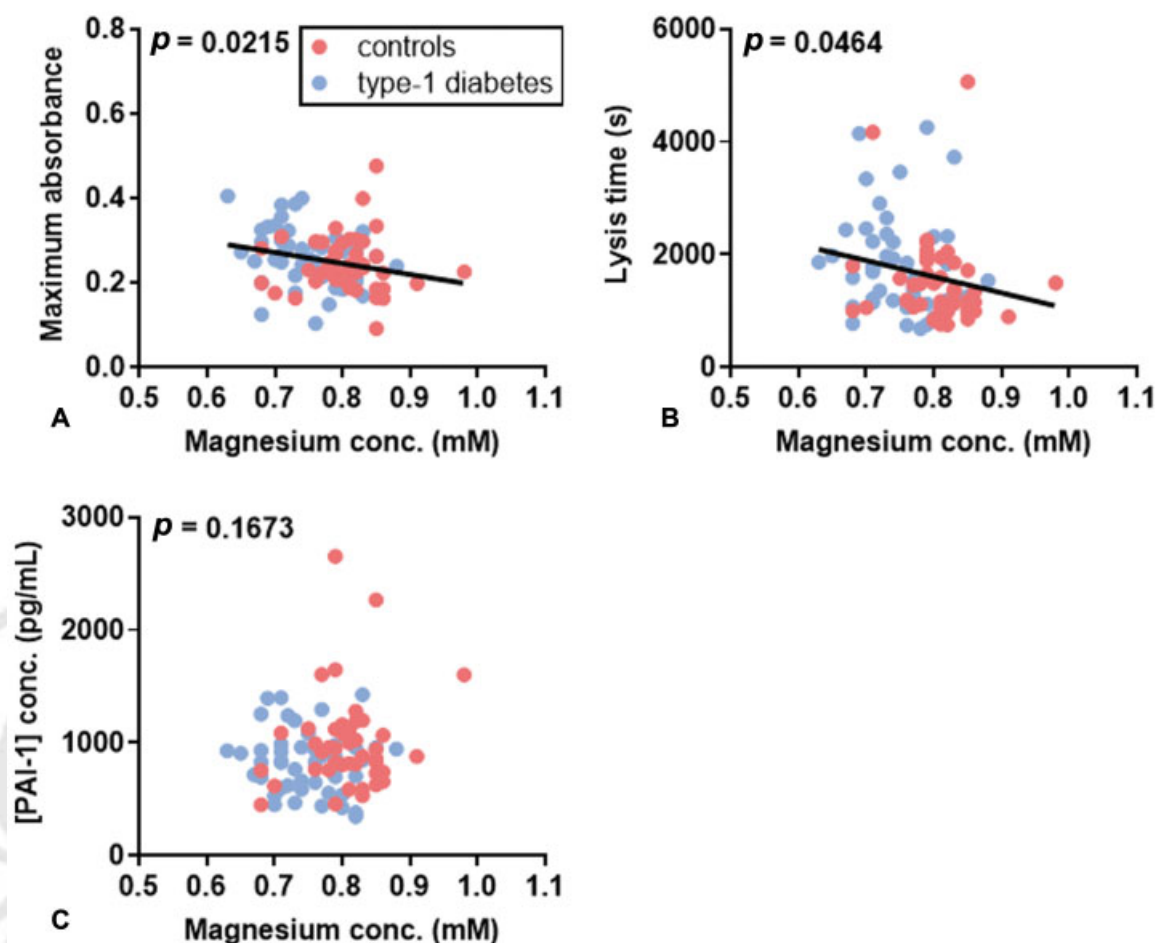 p = 0.0215
controls
type-1 diabetes
Maximum absorbance
0.8
0.6
0.4
0.2
0.0
0.5 0.6 0.7 0.8 0.9 1.0 1.1
Magnesium conc. (mM)
A
p = 0.0464
Lysis time (s)
6000
4000
2000
0
0.5 0.6 0.7 0.8 0.9 1.0 1.1
Magnesium conc. (mM)
B
p = 0.1673
[PAI-1] conc. (pg/mL)
3000
2000
1000
0
0.5 0.6 0.7 0.8 0.9 1.0 1.1
Magnesium conc. (mM)
C